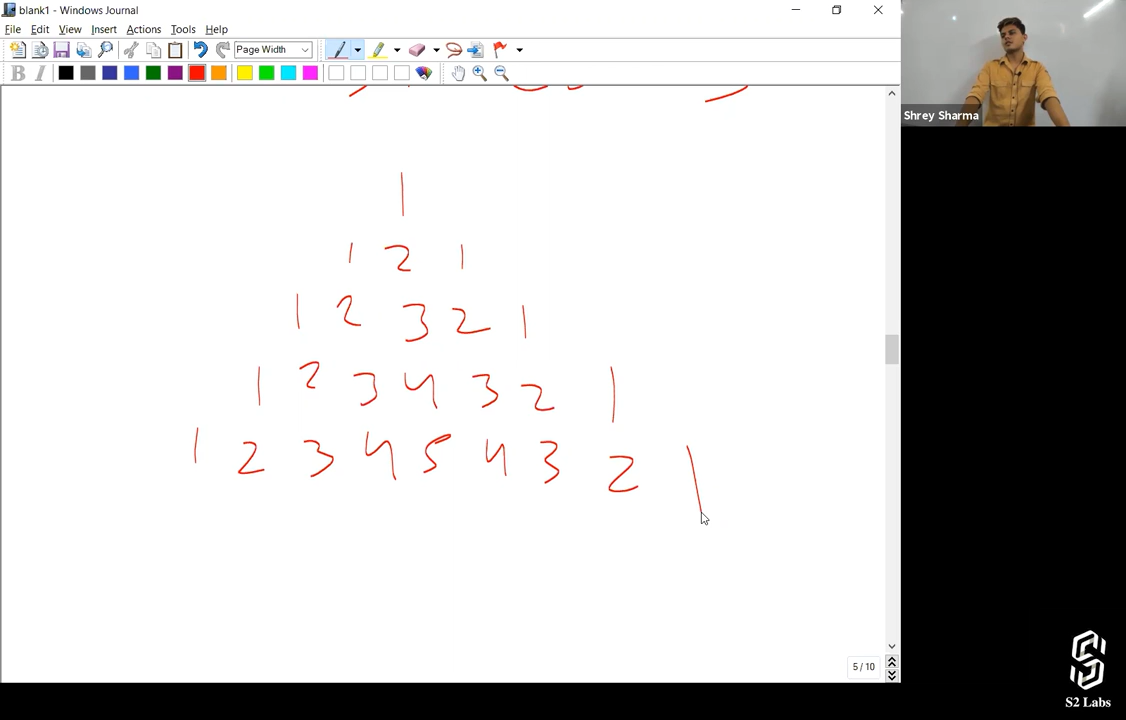 blank1 - Windows Journal
File Edit View Insert Actions Tools Help
Page Width
B I
Shrey Sharma
1
1 2 1
1 2 3 2 1
1 2 3 4 3 2 1
1 2 3 4 5 4 3 2 1
5 / 10
S2 Labs